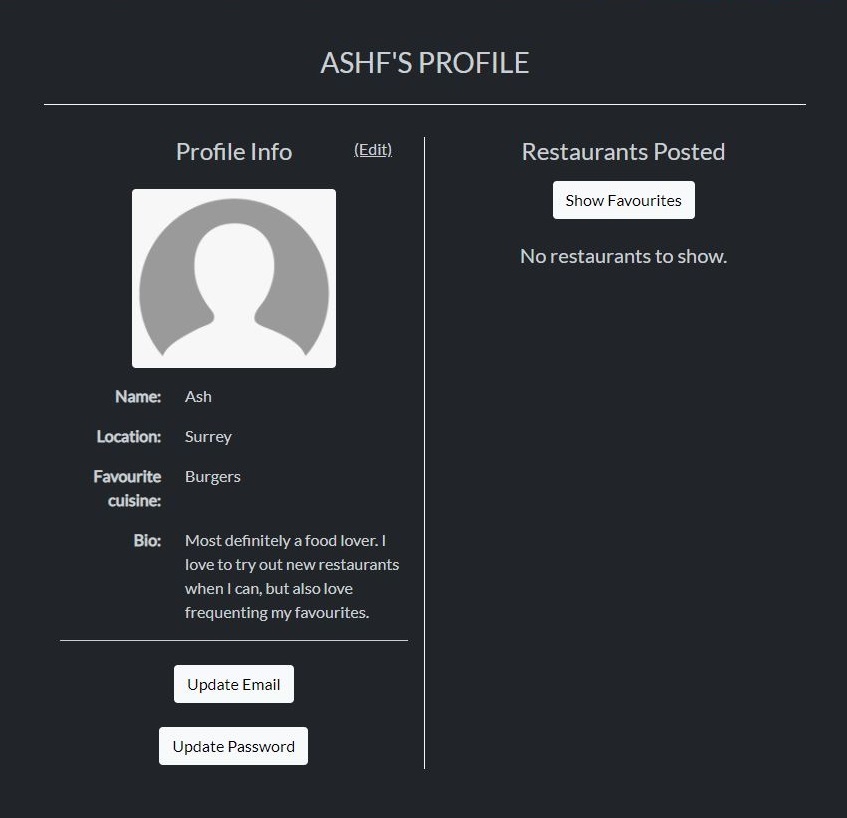 ASHF'S PROFILE
Profile Info
(Edit)
Name: Ash
Location: Surrey
Favourite cuisine: Burgers
Bio: Most definitely a food lover. I
love to try out new restaurants
when I can, but also love
frequenting my favourites.
Update Email
Update Password
Restaurants Posted
Show Favourites
No restaurants to show.